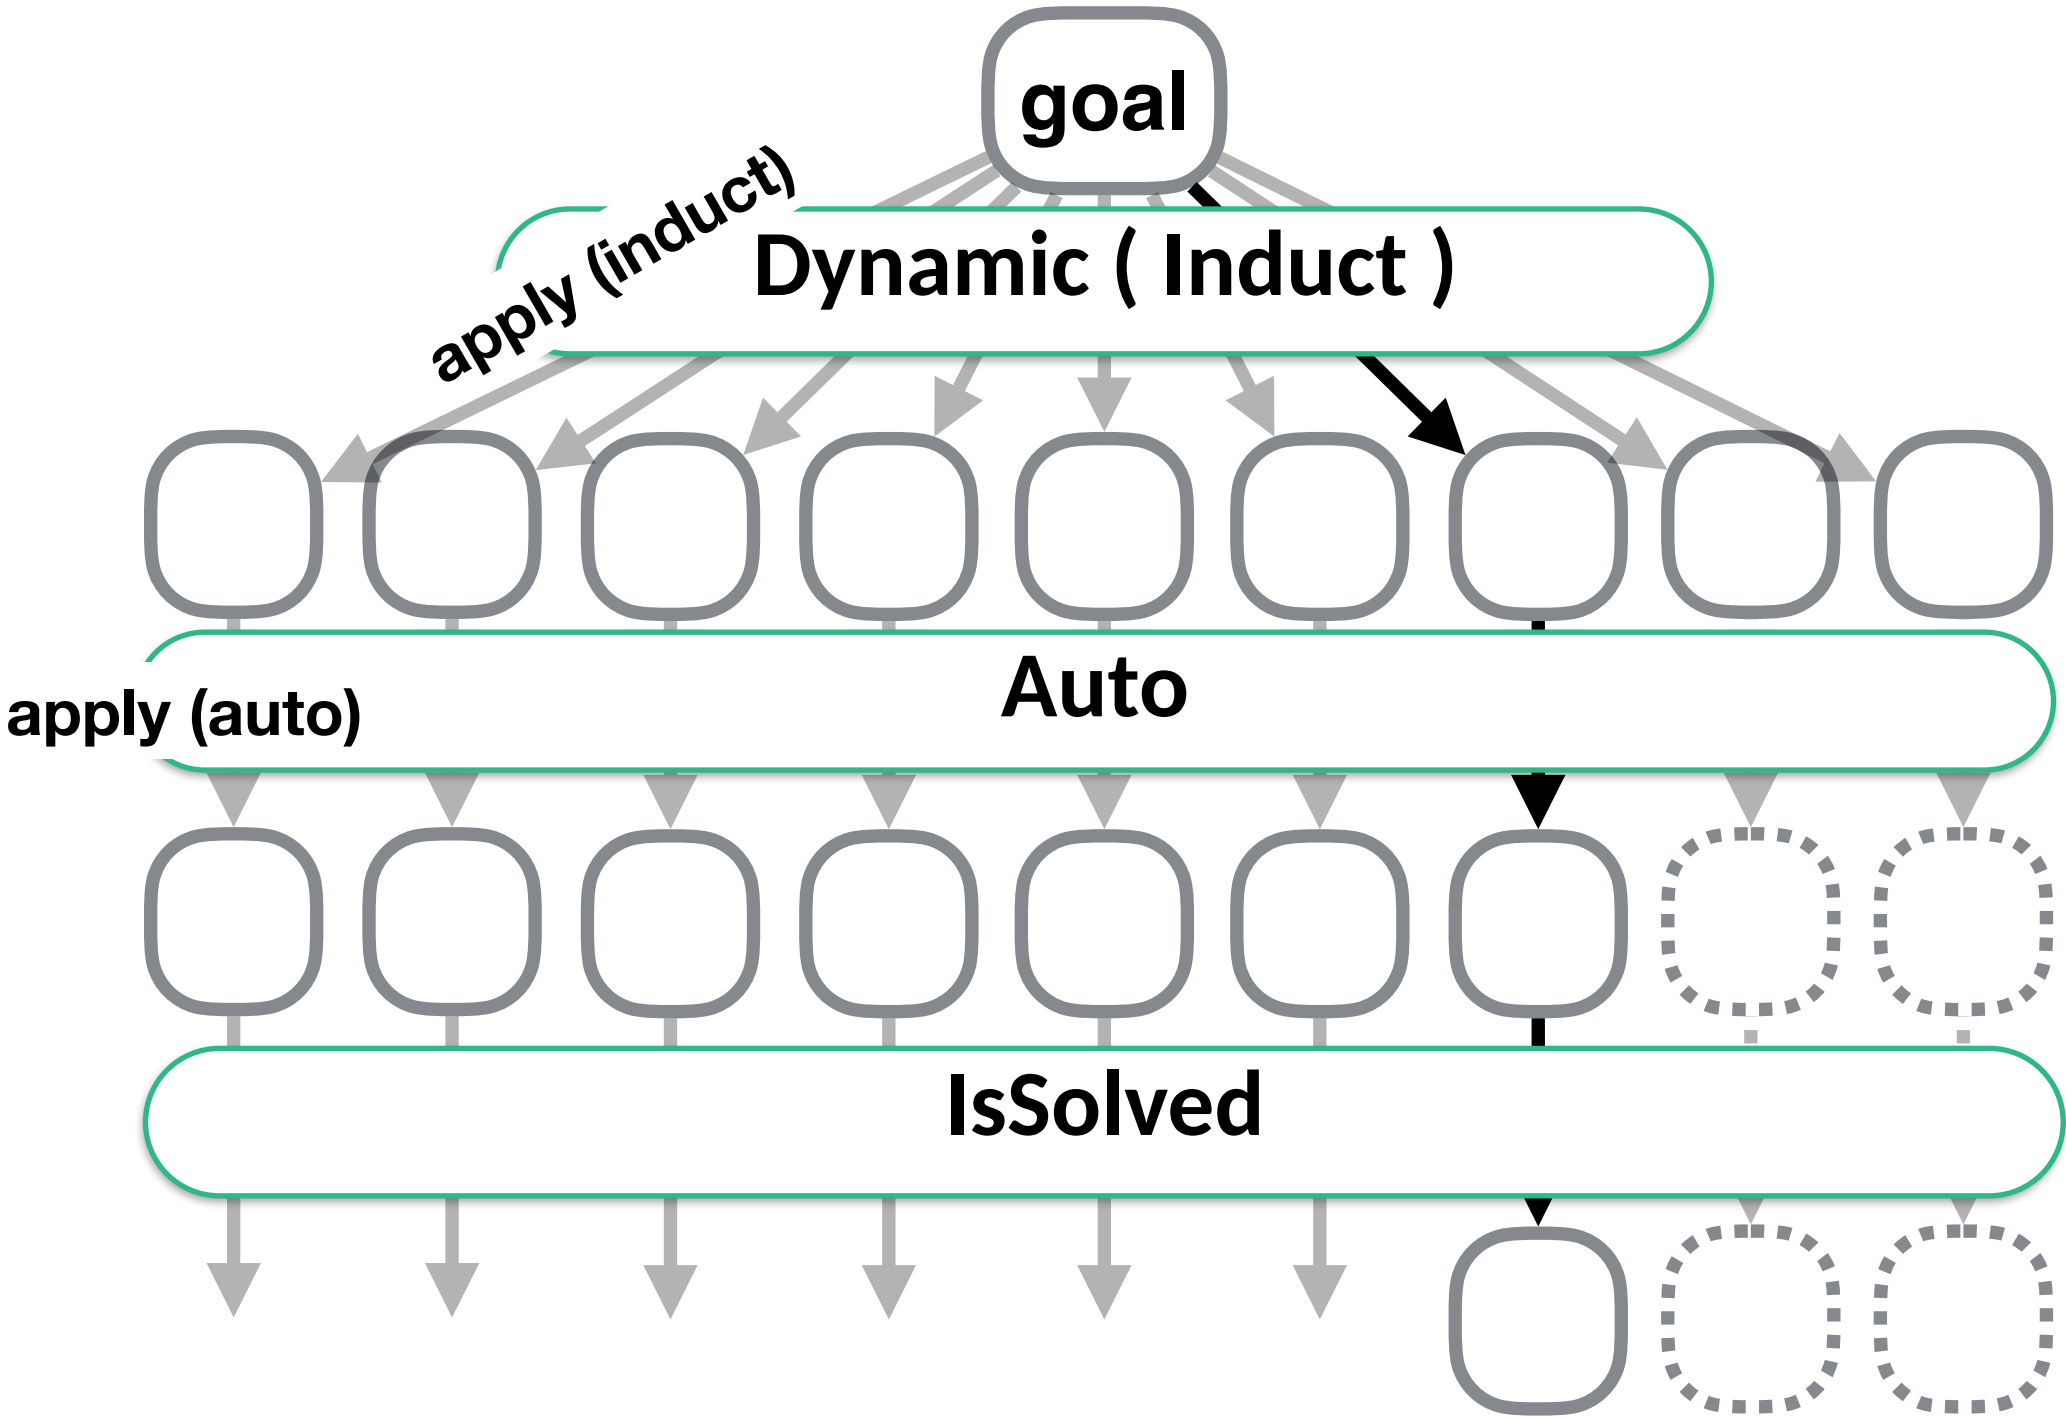 goal
apply (induct)
Dynamic ( Induct )
Auto
apply (auto)
IsSolved